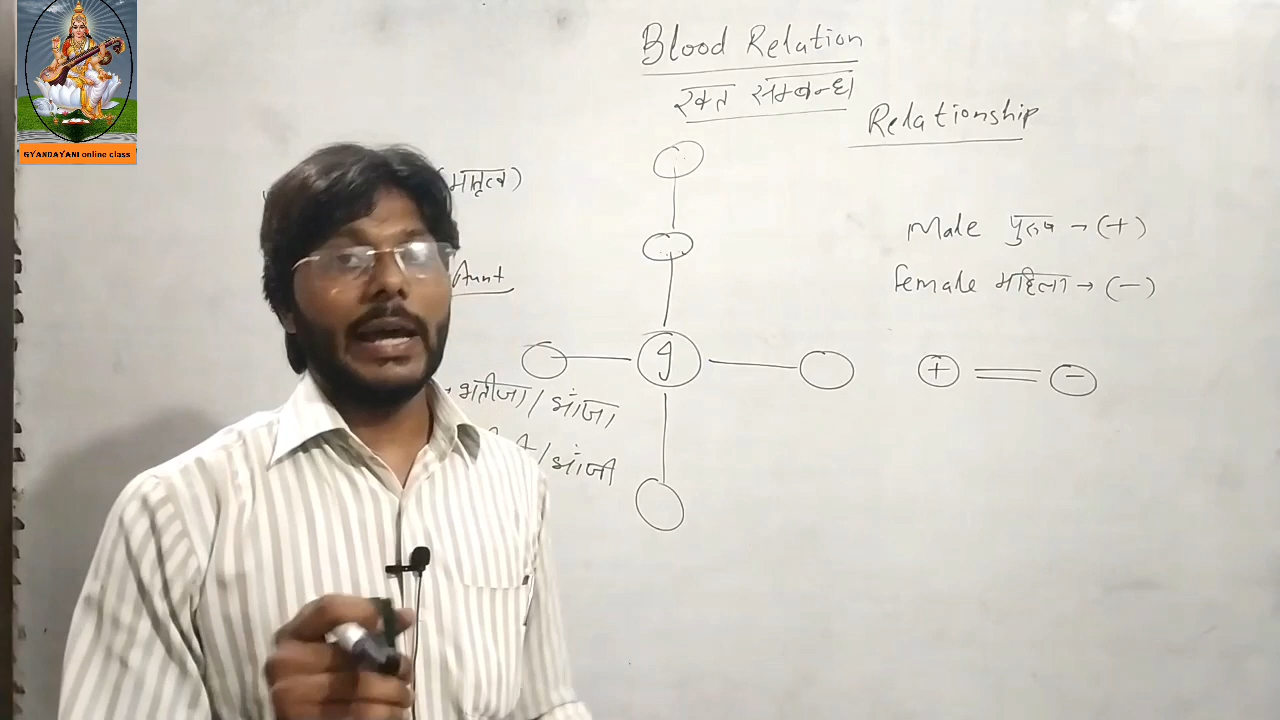 GYANDAYANI online class
Blood Relation
रक्त सम्बन्ध
Relationship
(मातृत्व)
Male पुरुष → (+)
Aunt
Female महिला → (-)
+ -
भतीजा / भांजा
/ भांजी